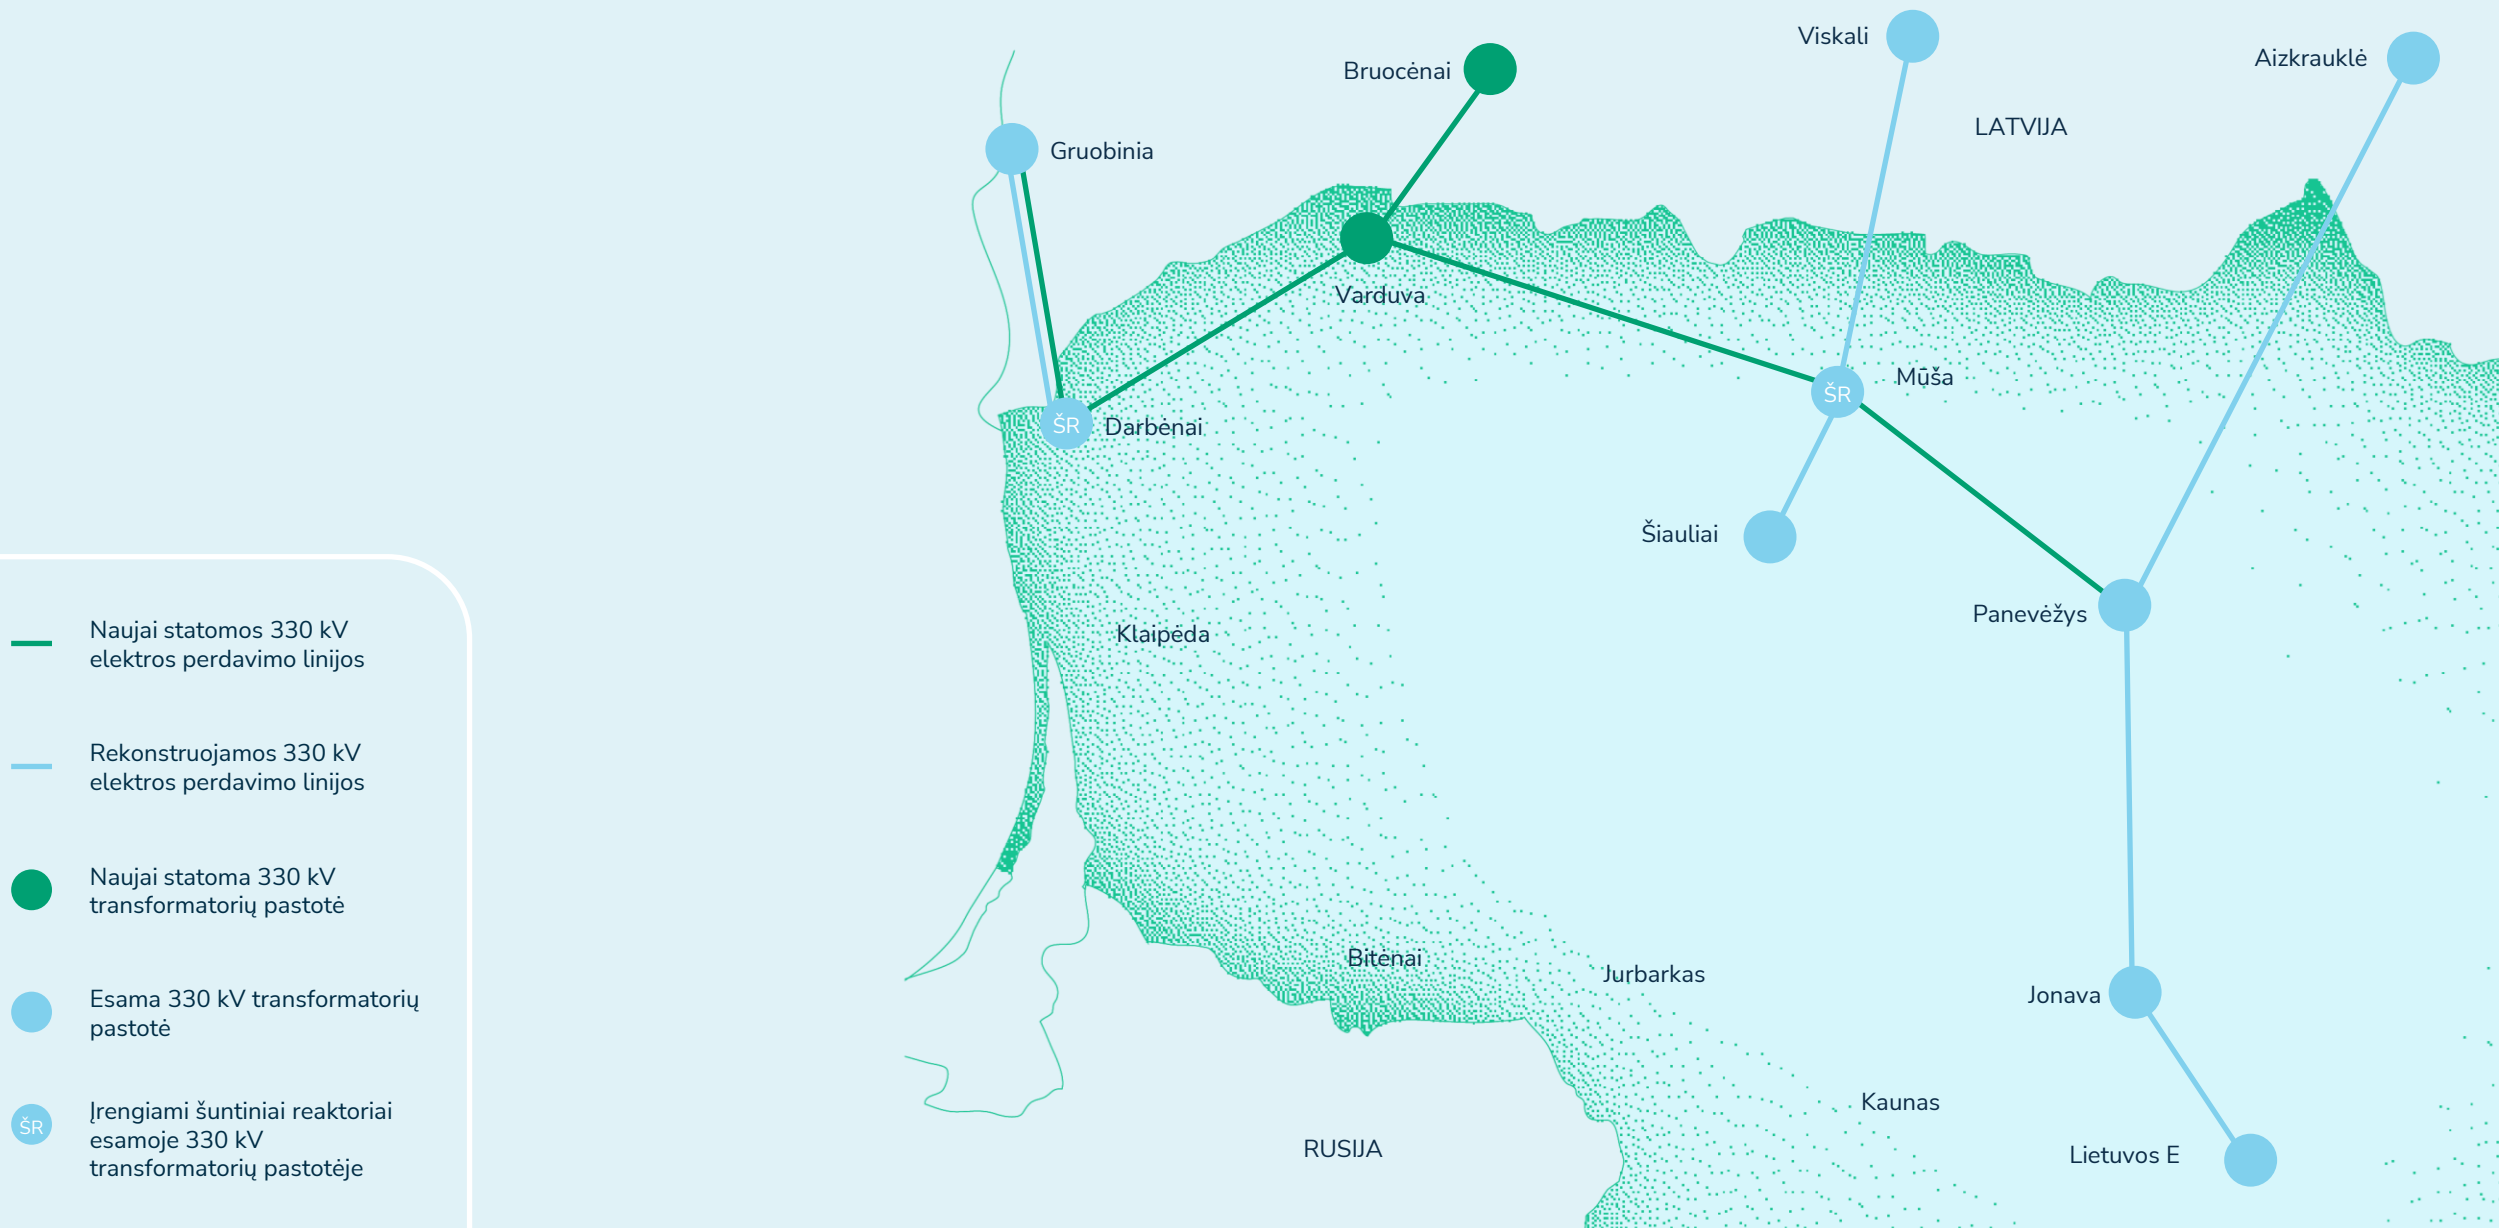 Viskali
Aizkrauklė
Bruocėnai
LATVIJA
Gruobinia
Varduva
Mūša
ŠR
ŠR
Darbėnai
Šiauliai
Panevėžys
Klaipėda
Naujai statomos 330 kV
elektros perdavimo linijos
Rekonstruojamos 330 kV
elektros perdavimo linijos
Naujai statoma 330 kV
transformatorių pastotė
Bitėnai
Jurbarkas
Jonava
Esama 330 kV transformatorių
pastotė
Kaunas
ŠR
Įrengiami šuntiniai reaktoriai
esamoje 330 kV
transformatorių pastotėje
RUSIJA
Lietuvos E